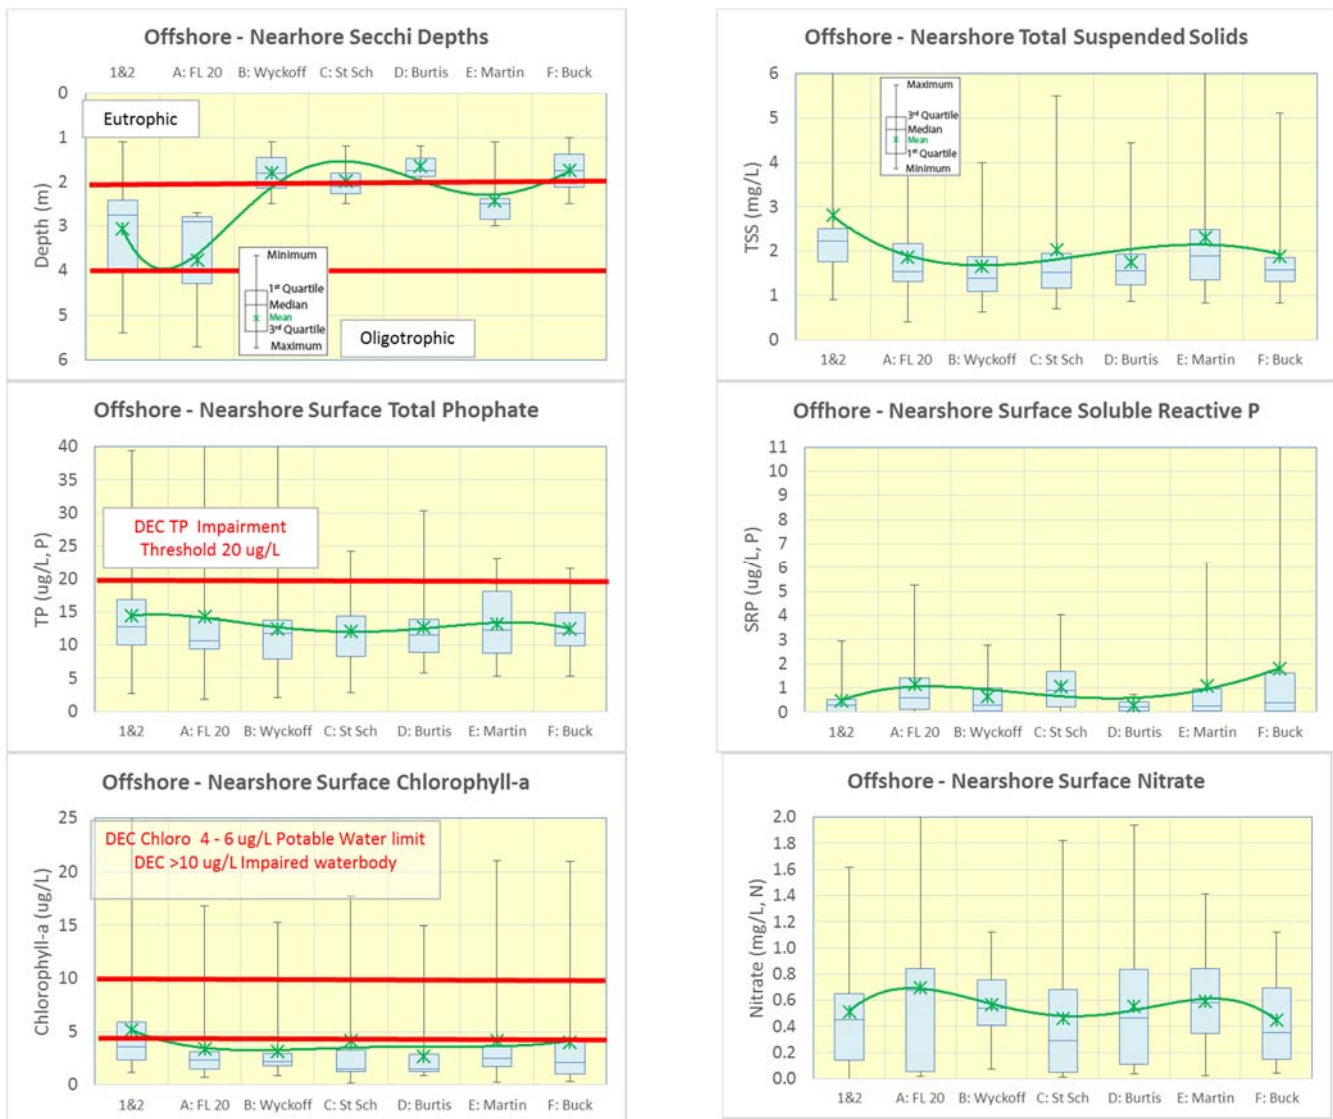 Offshore - Nearhore Secchi Depths
1&2 A: FL 20 B: Wyckoff C: St Sch D: Burtis E: Martin F: Buck
0
1
2
3
4
5
6
Depth (m)
Eutrophic
Minimum
1st Quartile
Median
Mean
3rd Quartile
Maximum
Oligotrophic
Offshore - Nearshore Total Suspended Solids
6
5
4
3
2
1
0
TSS (mg/L)
Maximum
3rd Quartile
Median
Mean
1st Quartile
Minimum
1&2 A: FL 20 B: Wyckoff C: St Sch D: Burtis E: Martin F: Buck
Offshore - Nearshore Surface Total Phophate
40
35
30
25
20
15
10
5
0
TP (ug/L, P)
DEC TP Impairment
Threshold 20 ug/L
1&2 A: FL 20 B: Wyckoff C: St Sch D: Burtis E: Martin F: Buck
Offhore - Nearshore Surface Soluble Reactive P
11
10
9
8
7
6
5
4
3
2
1
0
SRP (ug/L, P)
1&2 A: FL 20 B: Wyckoff C: St Sch D: Burtis E: Martin F: Buck
Offshore - Nearshore Surface Chlorophyll-a
25
20
15
10
5
0
Chlorophyll-a (ug/L)
DEC Chloro 4 - 6 ug/L Potable Water limit
DEC >10 ug/L Impaired waterbody
1&2 A: FL 20 B: Wyckoff C: St Sch D: Burtis E: Martin F: Buck
Offshore - Nearshore Surface Nitrate
2.0
1.8
1.6
1.4
1.2
1.0
0.8
0.6
0.4
0.2
0.0
Nitrate (mg/L, N)
1&2 A: FL 20 B: Wyckoff C: St Sch D: Burtis E: Martin F: Buck